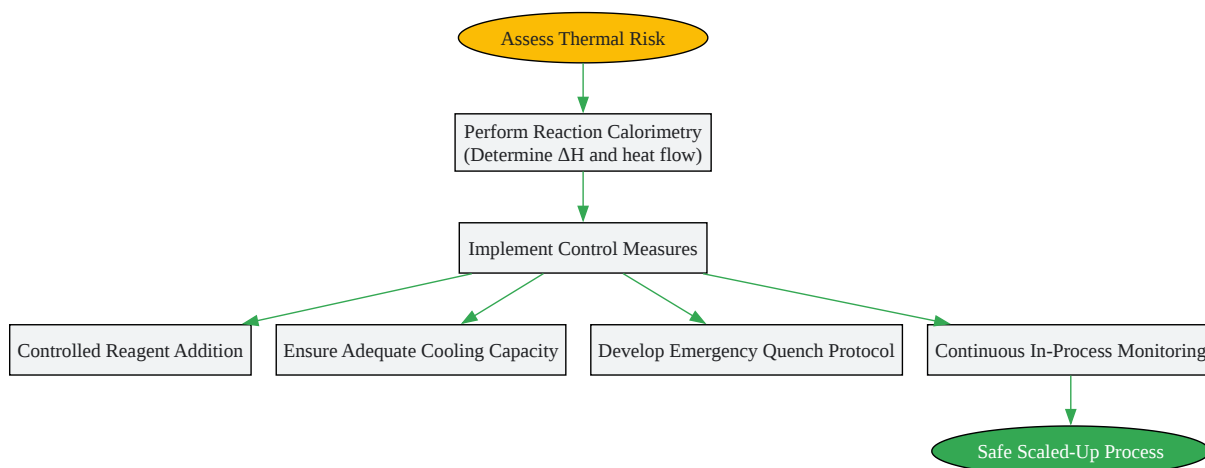 Assess Thermal Risk
Perform Reaction Calorimetry
(Determine ΔH and heat flow)
Implement Control Measures
Controlled Reagent Addition
Ensure Adequate Cooling Capacity
Develop Emergency Quench Protocol
Continuous In-Process Monitoring
Safe Scaled-Up Process